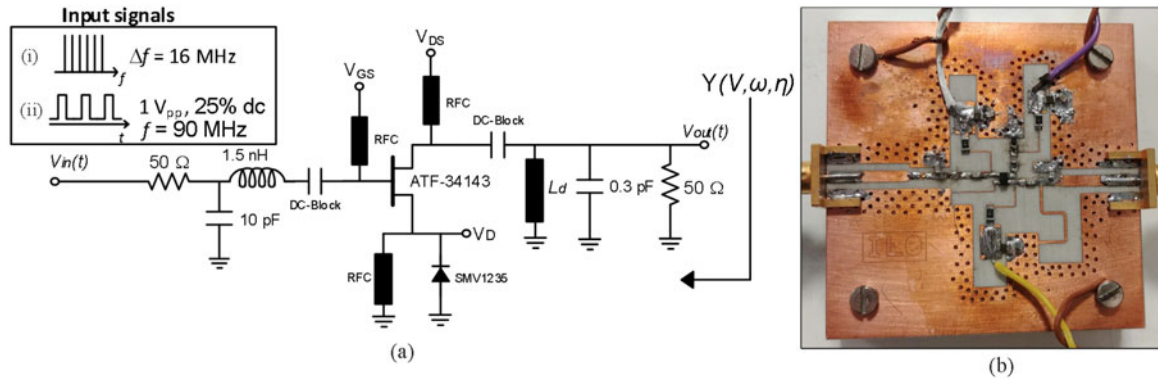 Input signals
(i)
f
Δf = 16 MHz
(ii)
t
1 Vpp, 25% dc
f = 90 MHz
Vin(t)
50 Ω
1.5 nH
10 pF
DC-Block
VGS
RFC
VDS
RFC
ATF-34143
DC-Block
VD
RFC
SMV1235
Ld
0.3 pF
50 Ω
Vout(t)
Y(V,ω,η)
(a)
(b)